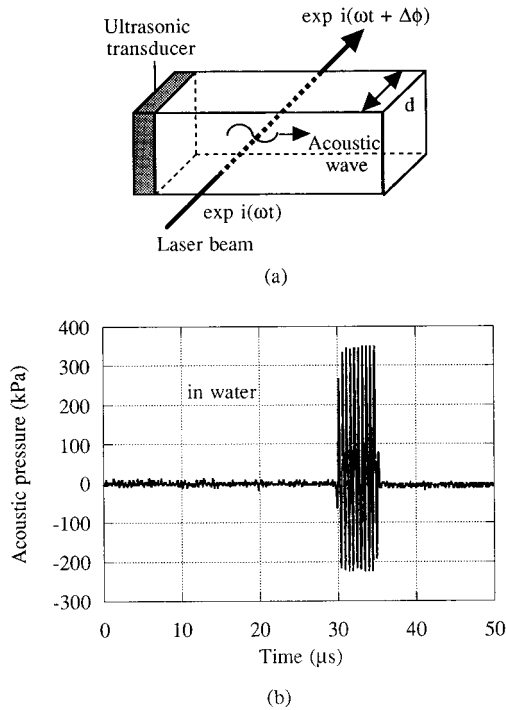 exp i(ωt + Δϕ)
Ultrasonic
transducer
d
Acoustic
wave
exp i(ωt)
Laser beam
(a)
400
300
in water
200
100
0
-100
-200
-300
Acoustic pressure (kPa)
0 10 20 30 40 50
Time (μs)
(b)